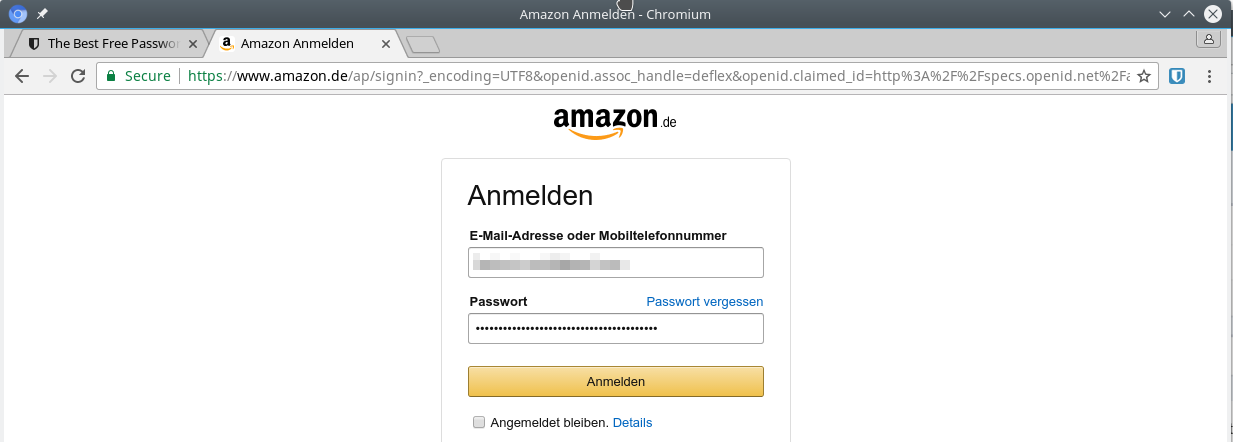 Amazon Anmelden - Chromium
The Best Free Passwo
Amazon Anmelden
Secure https://www.amazon.de/ap/signin?_encoding=UTF8&openid.assoc_handle=deflex&openid.claimed_id=http%3A%2F%2Fspecs.openid.net%2Fa
amazon.de
Anmelden
E-Mail-Adresse oder Mobiltelefonnummer
Passwort Passwort vergessen
Anmelden
Angemeldet bleiben. Details